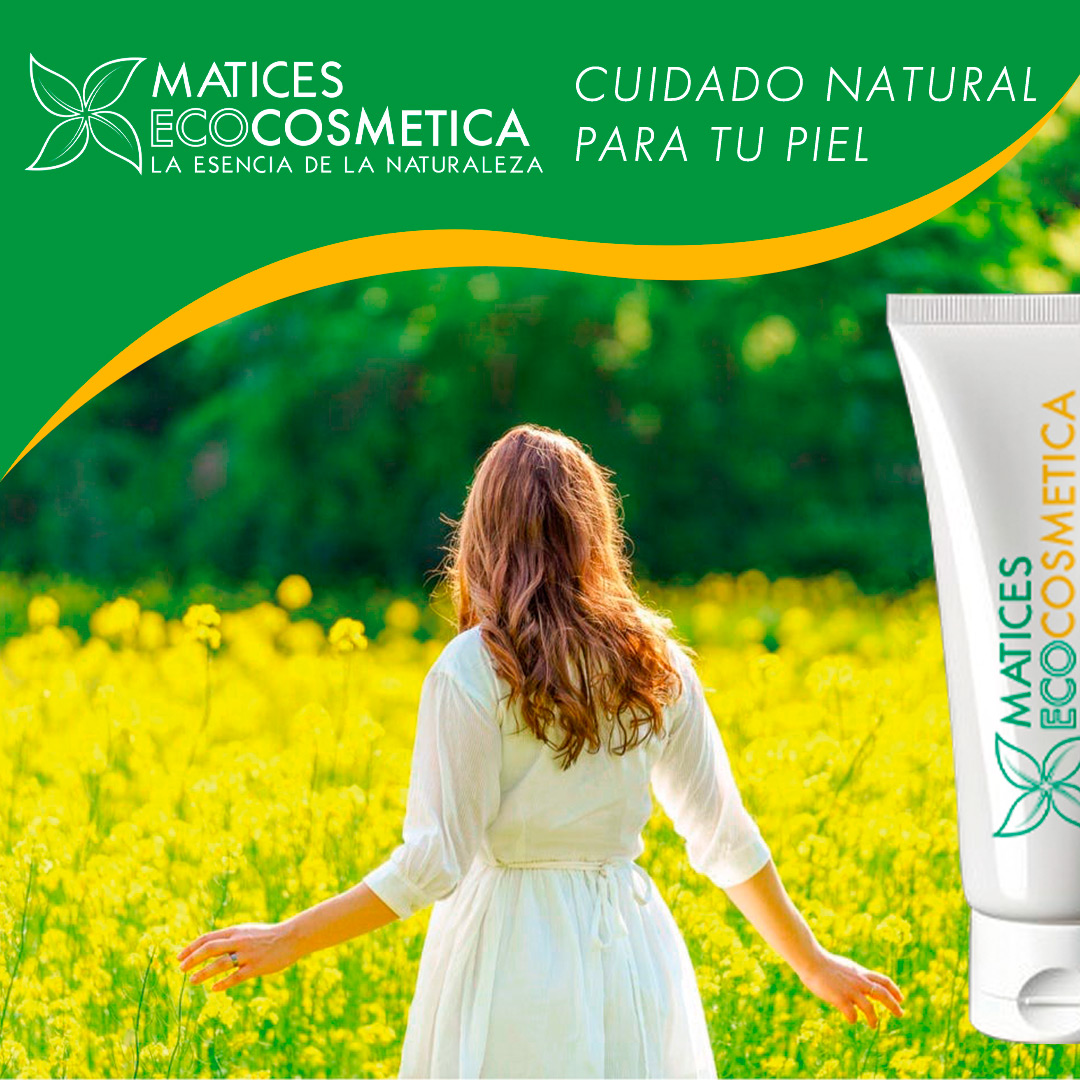 MATICES
ECOCOSMETICA
LA ESENCIA DE LA NATURALEZA
CUIDADO NATURAL
PARA TU PIEL
MATICES
ECOCOSMETICA